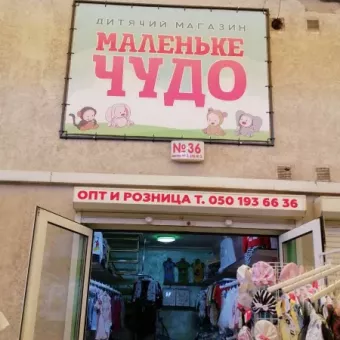 ДИТЯЧИЙ МАГАЗИН
МАЛЕНЬКЕ
ЧУДО
№36
ОПТ И РОЗНИЦА Т. 050 193 66 36